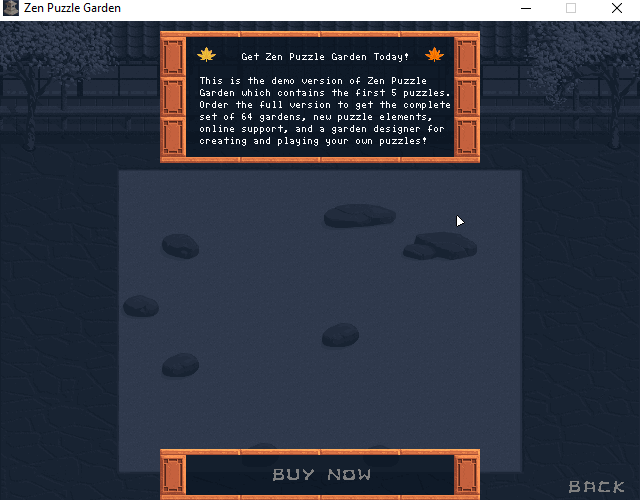 Zen Puzzle Garden
Get Zen Puzzle Garden Today!
This is the demo version of Zen Puzzle
Garden which contains the first 5 puzzles.
Order the full version to get the complete
set of 64 gardens, new puzzle elements,
online support, and a garden designer for
creating and playing your own puzzles!
BUY NOW
BACK